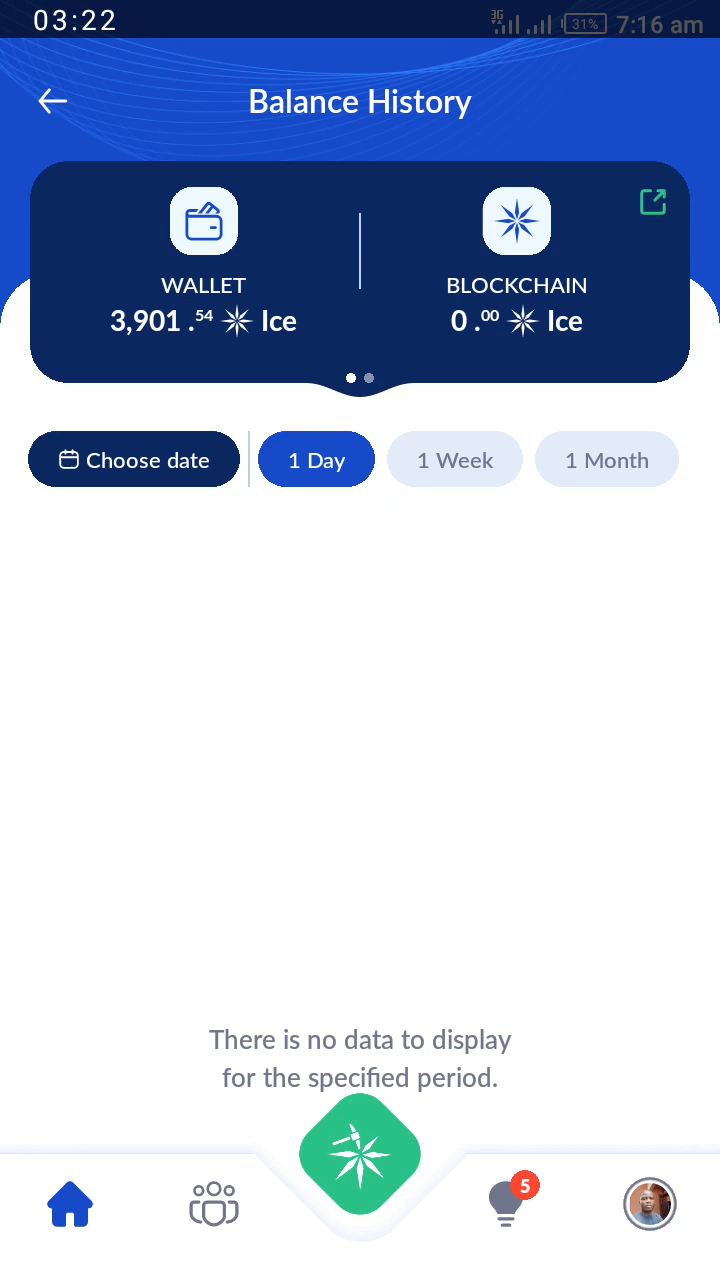 03:22 3G 31% 7:16 am
Balance History
WALLET BLOCKCHAIN
3,901 .54 Ice 0 .00 Ice
Choose date 1 Day 1 Week 1 Month
There is no data to display
for the specified period.
5